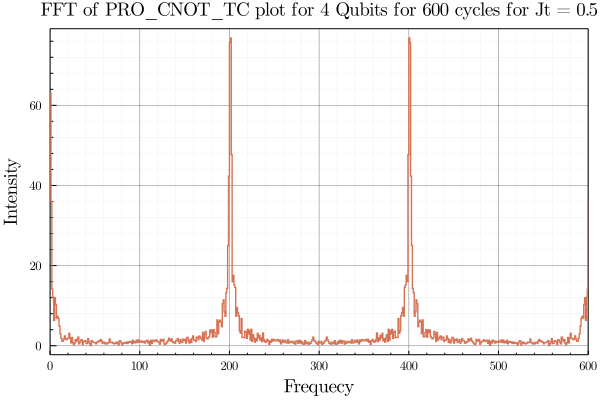 FFT of PRO_CNOT_TC plot for 4 Qubits for 600 cycles for Jt = 0.5
Intensity
60
40
20
0
0 100 200 300 400 500 600
Frequecy